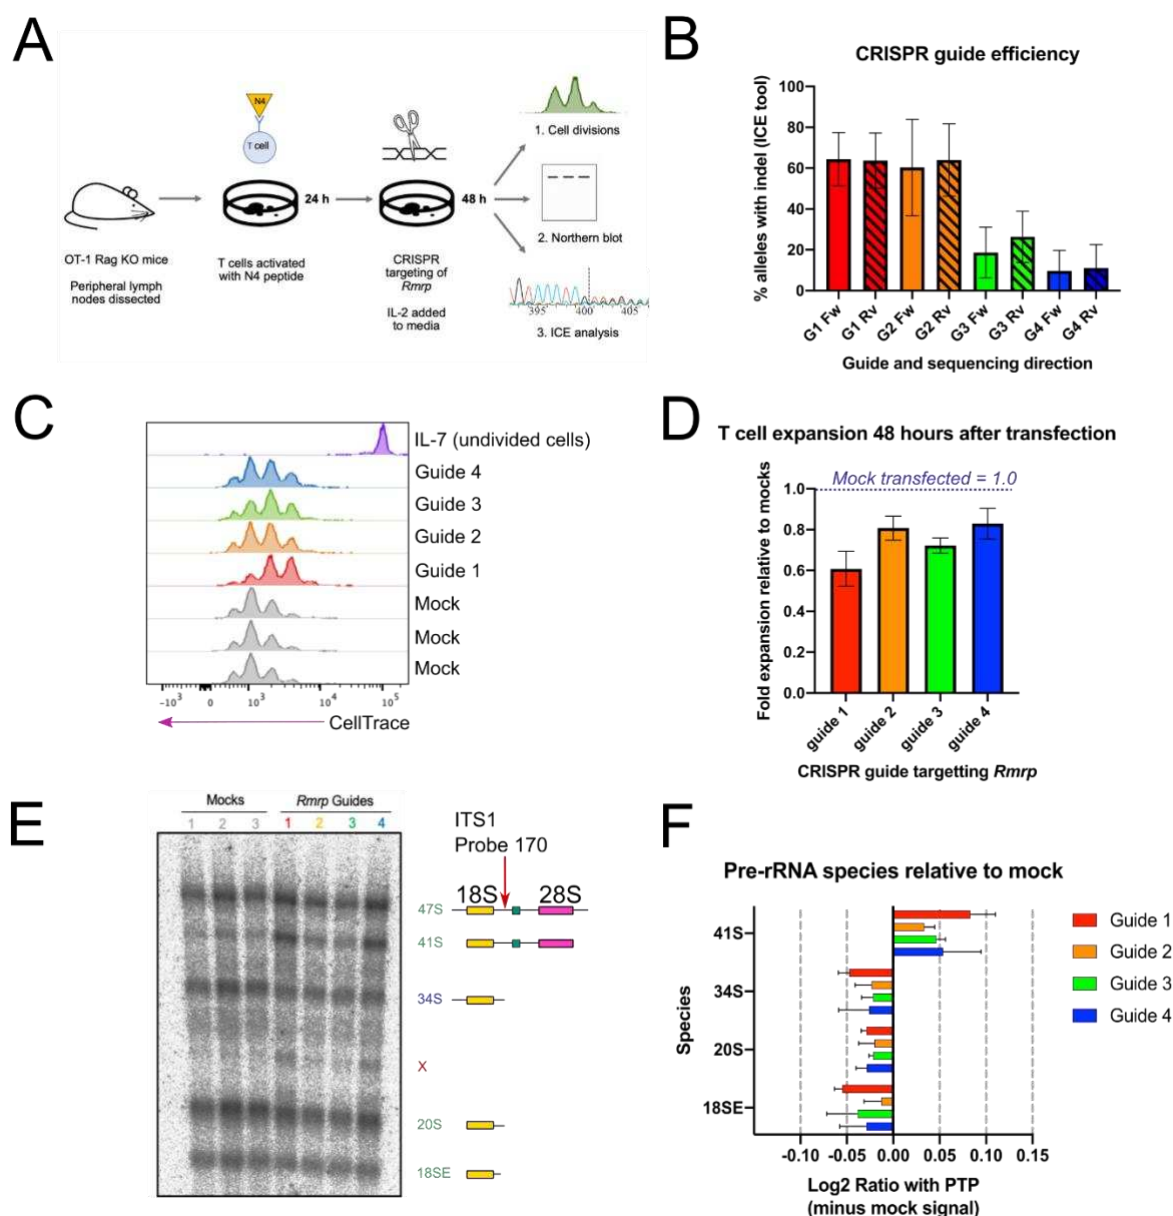 A
N4
T cell
24 h
48 h
OT-1 Rag KO mice
Peripheral lymph
nodes dissected
T cells activated
with N4 peptide
CRISPR
targeting of
Rmrp
IL-2 added
to media
1. Cell divisions
2. Northern blot
395 400 405
3. ICE analysis
B
CRISPR guide efficiency
% alleles with indel (ICE tool)
100
80
60
40
20
0
G1 Fw
G1 Rv
G2 Fw
G2 Rv
G3 Fw
G3 Rv
G4 Fw
G4 Rv
Guide and sequencing direction
C
IL-7 (undivided cells)
Guide 4
Guide 3
Guide 2
Guide 1
Mock
Mock
Mock
-10³ 0 10³ 10⁴ 10⁵
CellTrace
D
T cell expansion 48 hours after transfection
Mock transfected = 1.0
Fold expansion relative to mocks
1.0
0.8
0.6
0.4
0.2
0.0
guide 1
guide 2
guide 3
guide 4
CRISPR guide targetting Rmrp
E
Mocks
Rmrp Guides
1 2 3 1 2 3 4
ITS1
Probe 170
18S 28S
47S
41S
34S
X
20S
18SE
F
Pre-rRNA species relative to mock
Species
41S
34S
20S
18SE
-0.10 -0.05 0.00 0.05 0.10 0.15
Log2 Ratio with PTP
(minus mock signal)
Guide 1
Guide 2
Guide 3
Guide 4